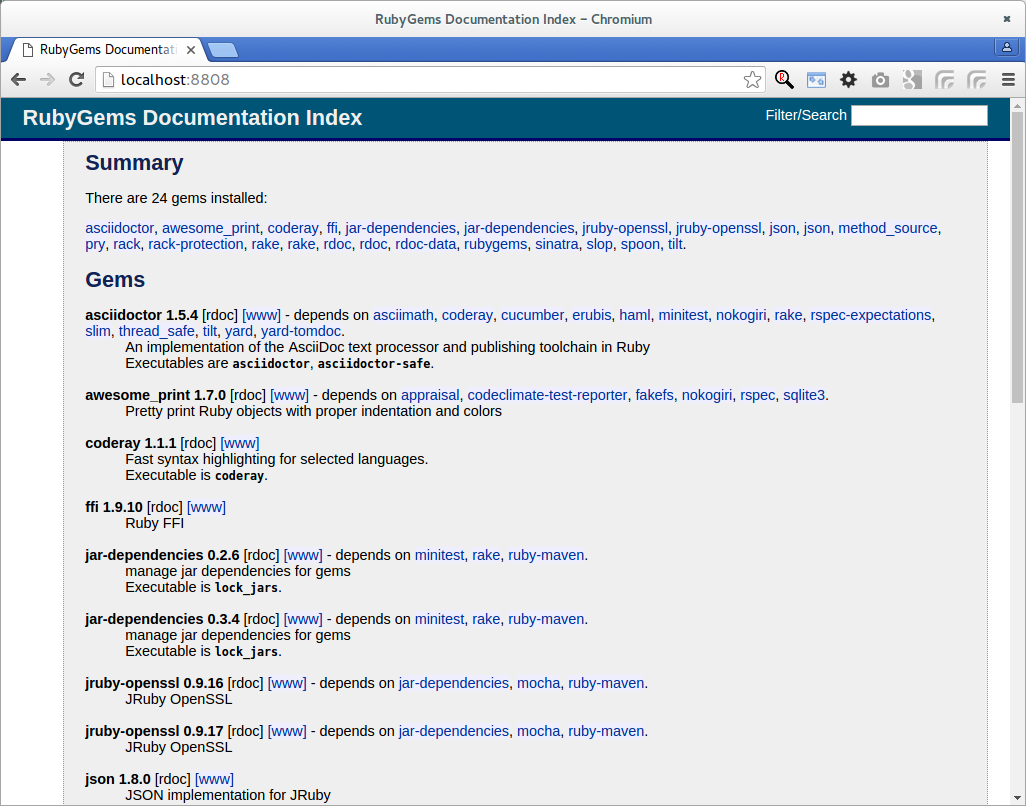 RubyGems Documentation Index – Chromium
RubyGems Documentati
localhost:8808
RubyGems Documentation Index
Filter/Search
Summary
There are 24 gems installed:
asciidoctor, awesome_print, coderay, ffi, jar-dependencies, jar-dependencies, jruby-openssl, jruby-openssl, json, json, method_source,
pry, rack, rack-protection, rake, rake, rdoc, rdoc, rdoc-data, rubygems, sinatra, slop, spoon, tilt.
Gems
asciidoctor 1.5.4 [rdoc] [www] - depends on asciimath, coderay, cucumber, erubis, haml, minitest, nokogiri, rake, rspec-expectations,
slim, thread_safe, tilt, yard, yard-tomdoc.
An implementation of the AsciiDoc text processor and publishing toolchain in Ruby
Executables are asciidoctor, asciidoctor-safe.
awesome_print 1.7.0 [rdoc] [www] - depends on appraisal, codeclimate-test-reporter, fakefs, nokogiri, rspec, sqlite3.
Pretty print Ruby objects with proper indentation and colors
coderay 1.1.1 [rdoc] [www]
Fast syntax highlighting for selected languages.
Executable is coderay.
ffi 1.9.10 [rdoc] [www]
Ruby FFI
jar-dependencies 0.2.6 [rdoc] [www] - depends on minitest, rake, ruby-maven.
manage jar dependencies for gems
Executable is lock_jars.
jar-dependencies 0.3.4 [rdoc] [www] - depends on minitest, rake, ruby-maven.
manage jar dependencies for gems
Executable is lock_jars.
jruby-openssl 0.9.16 [rdoc] [www] - depends on jar-dependencies, mocha, ruby-maven.
JRuby OpenSSL
jruby-openssl 0.9.17 [rdoc] [www] - depends on jar-dependencies, mocha, ruby-maven.
JRuby OpenSSL
json 1.8.0 [rdoc] [www]
JSON implementation for JRuby